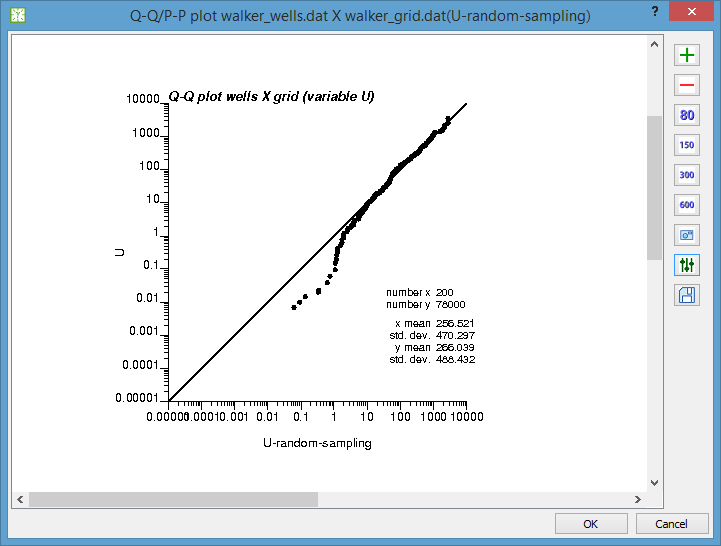 Q-Q/P-P plot walker_wells.dat X walker_grid.dat(U-random-sampling)
?
Q-Q plot wells X grid (variable U)
10000
1000
100
10
1
0.1
0.01
0.001
0.0001
0.00001
U
number x 200
number y 78000
x mean 256.521
std. dev. 470.297
y mean 266.039
std. dev. 488.432
0.00001 0.0001 0.001 0.01 0.1 1 10 100 1000 10000
U-random-sampling
80
150
300
600
OK
Cancel